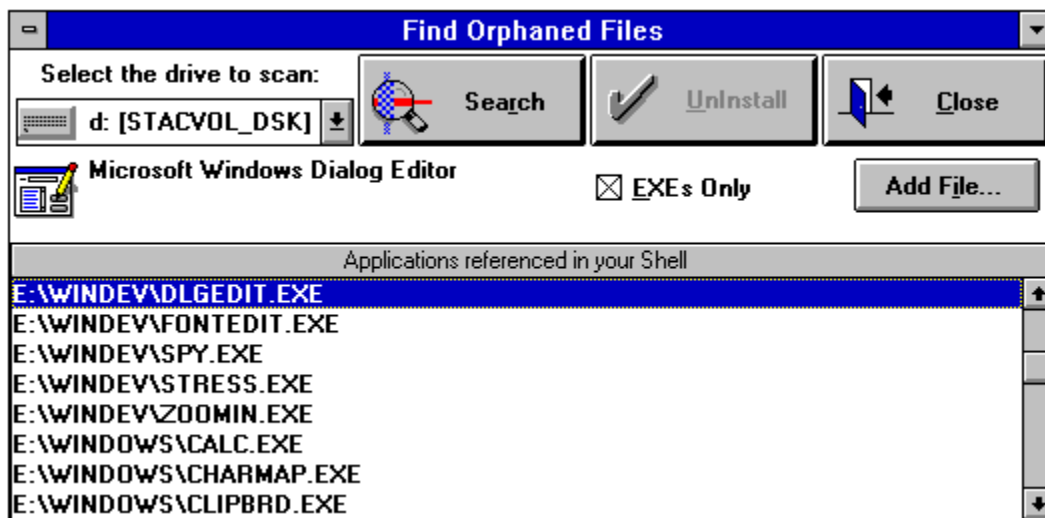 Find Orphaned Files
Select the drive to scan:
d: [STACVOL_DSK]
Search
UnInstall
Close
Microsoft Windows Dialog Editor
EXEs Only
Add File...
Applications referenced in your Shell
E:\WINDEV\DLGEDIT.EXE
E:\WINDEV\FONTEDIT.EXE
E:\WINDEV\SPY.EXE
E:\WINDEV\STRESS.EXE
E:\WINDEV\ZOOMIN.EXE
E:\WINDOWS\CALC.EXE
E:\WINDOWS\CHARMAP.EXE
E:\WINDOWS\CLIPBRD.EXE